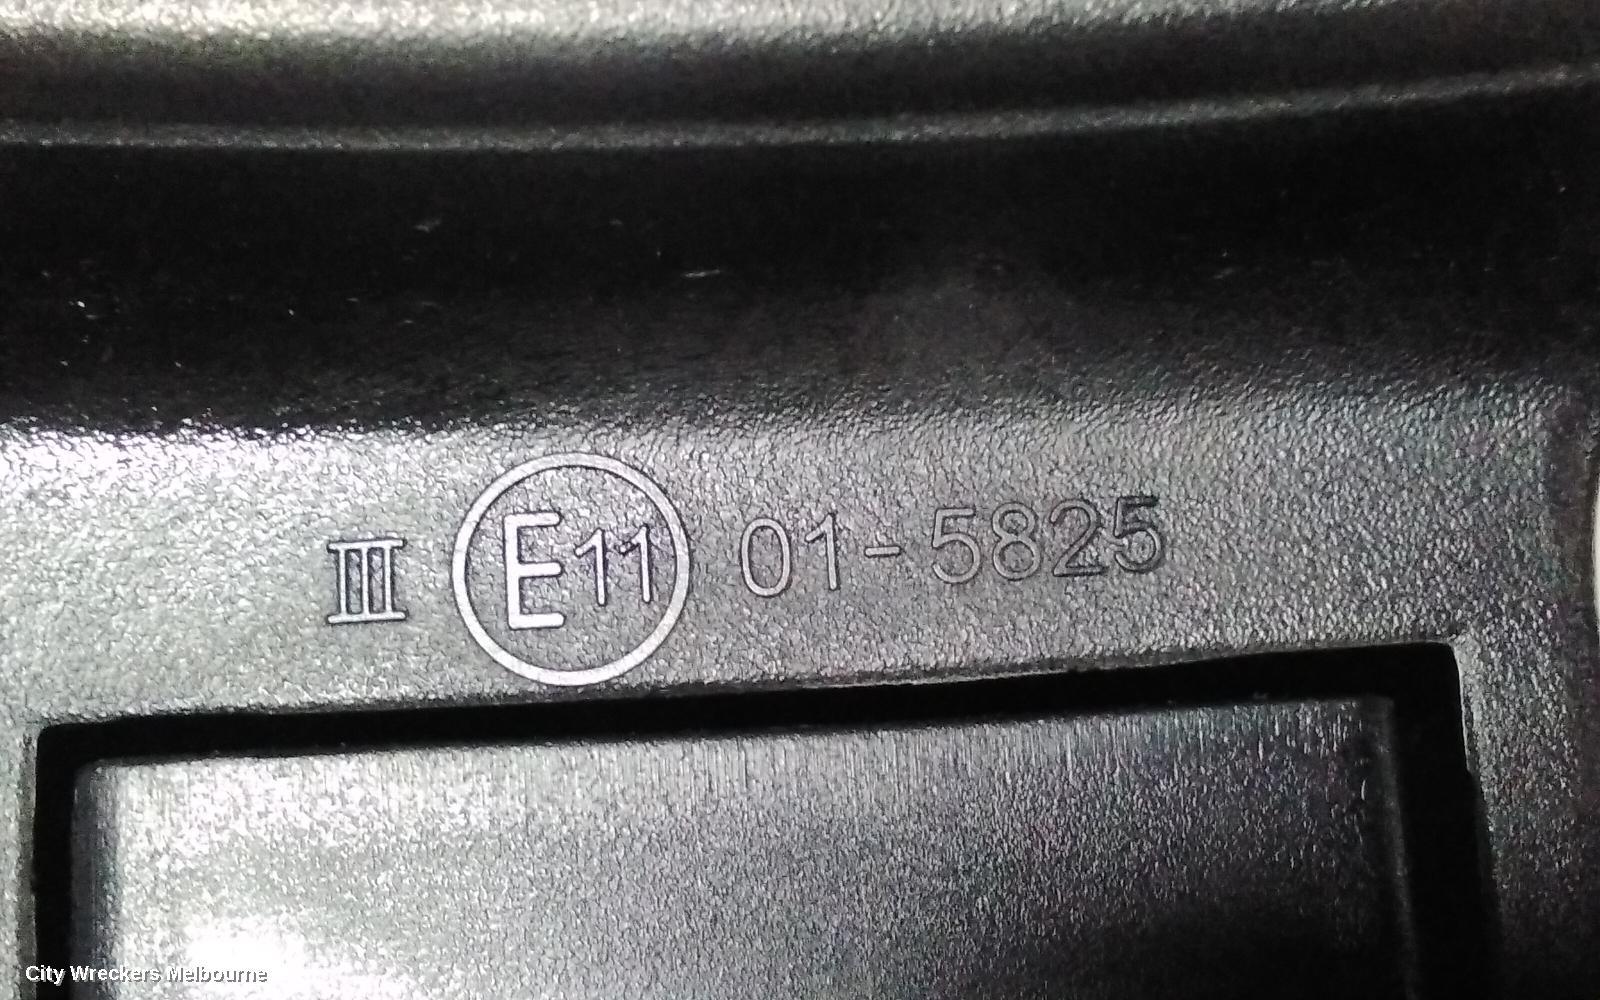 III E11 01-5825
City Wreckers Melbourne